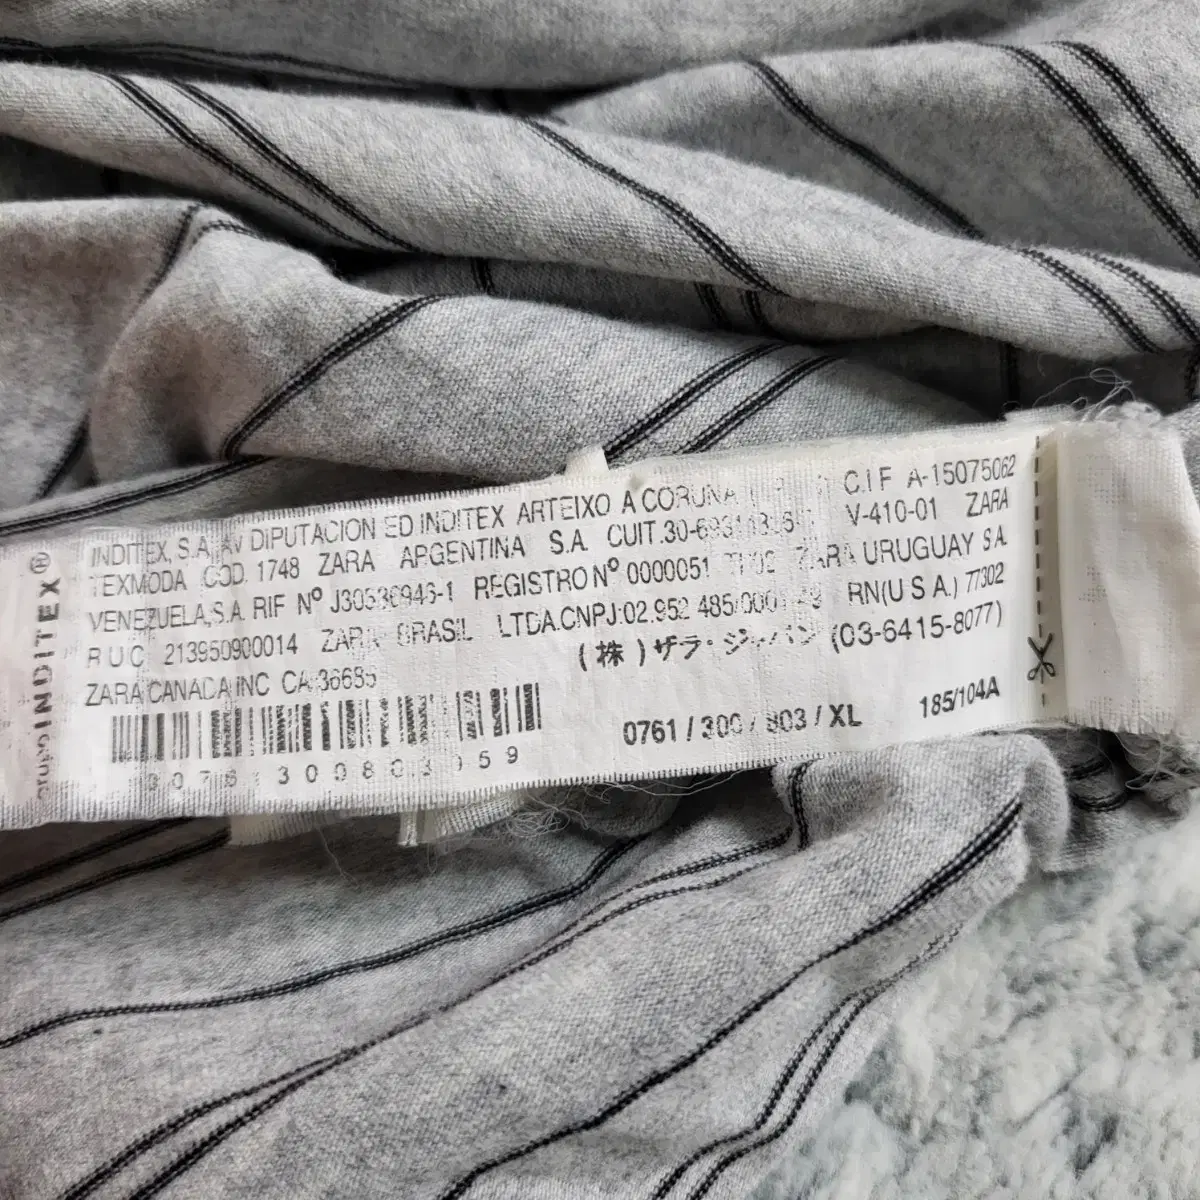 grupo INDITEX®
INDITEX, S.A. AV DIPUTACION ED INDITEX ARTEIXO A CORUNA C.I.F A-15075062
TEXMODA COD. 1748 ZARA ARGENTINA S.A. CUIT.30- V-410-01 ZARA
VENEZUELA,S.A. RIF Nº REGISTRO Nº 0000051 ZARA URUGUAY S.A.
R U C 213950900014 ZARA BRASIL LTDA.CNPJ:02.952 RN(U S A.) 77302
ZARA CANADA INC CA 36685 (株)ザラ・ジャパン (03-6415-8077)
0761 / 300 / 803 / XL 185/104A